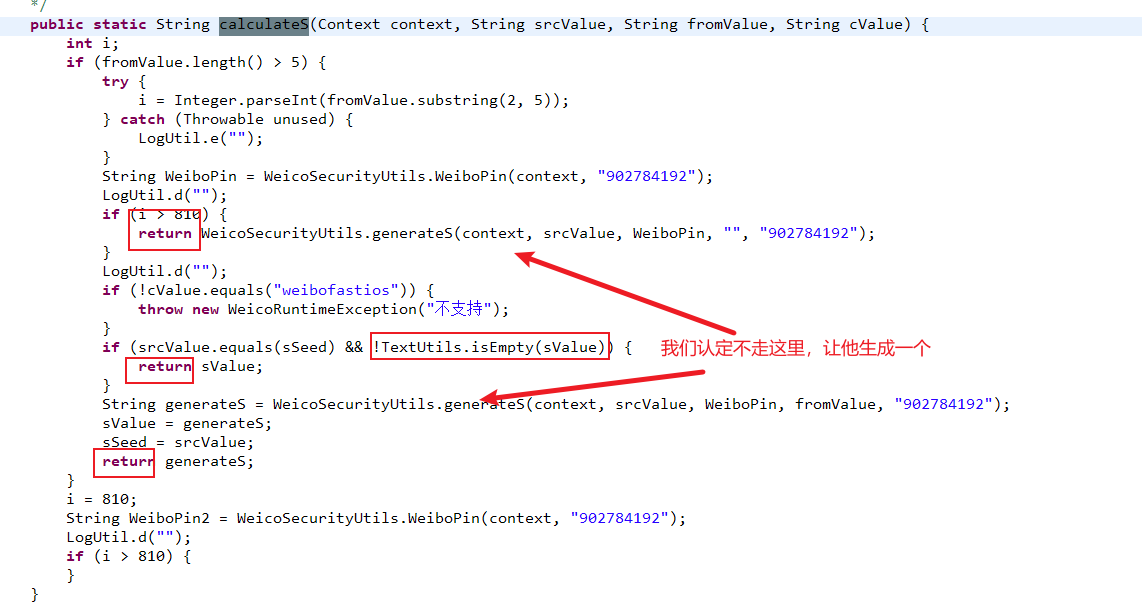 */
public static String calculateS(Context context, String srcValue, String fromValue, String cValue) {
int i;
if (fromValue.length() > 5) {
try {
i = Integer.parseInt(fromValue.substring(2, 5));
} catch (Throwable unused) {
LogUtil.e("");
}
String WeiboPin = WeicoSecurityUtils.WeiboPin(context, "902784192");
LogUtil.d("");
if (i > 810) {
return WeicoSecurityUtils.generateS(context, srcValue, WeiboPin, "", "902784192");
}
LogUtil.d("");
if (!cValue.equals("weibofastios")) {
throw new WeicoRuntimeException("不支持");
}
if (srcValue.equals(sSeed) && !TextUtils.isEmpty(sValue)) {
我们认定不走这里，让他生成一个
return sValue;
}
String generateS = WeicoSecurityUtils.generateS(context, srcValue, WeiboPin, fromValue, "902784192");
sValue = generateS;
sSeed = srcValue;
return generateS;
}
i = 810;
String WeiboPin2 = WeicoSecurityUtils.WeiboPin(context, "902784192");
LogUtil.d("");
if (i > 810) {
}
}